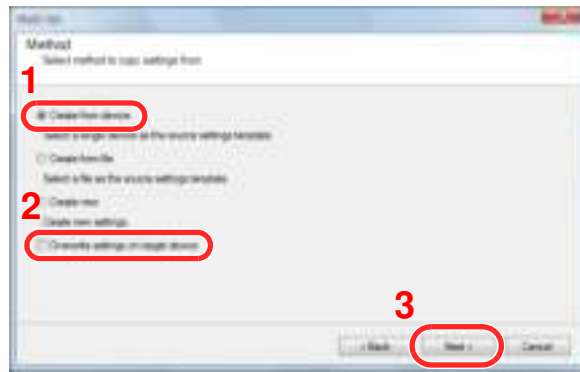 Method
Select method to copy settings from
1
Create from device
Select a single device as the source settings template
Create from file
Select a file as the source settings template
2
Create new
Create new settings
Overwrite settings on target device
3
< Back
Next >
Cancel